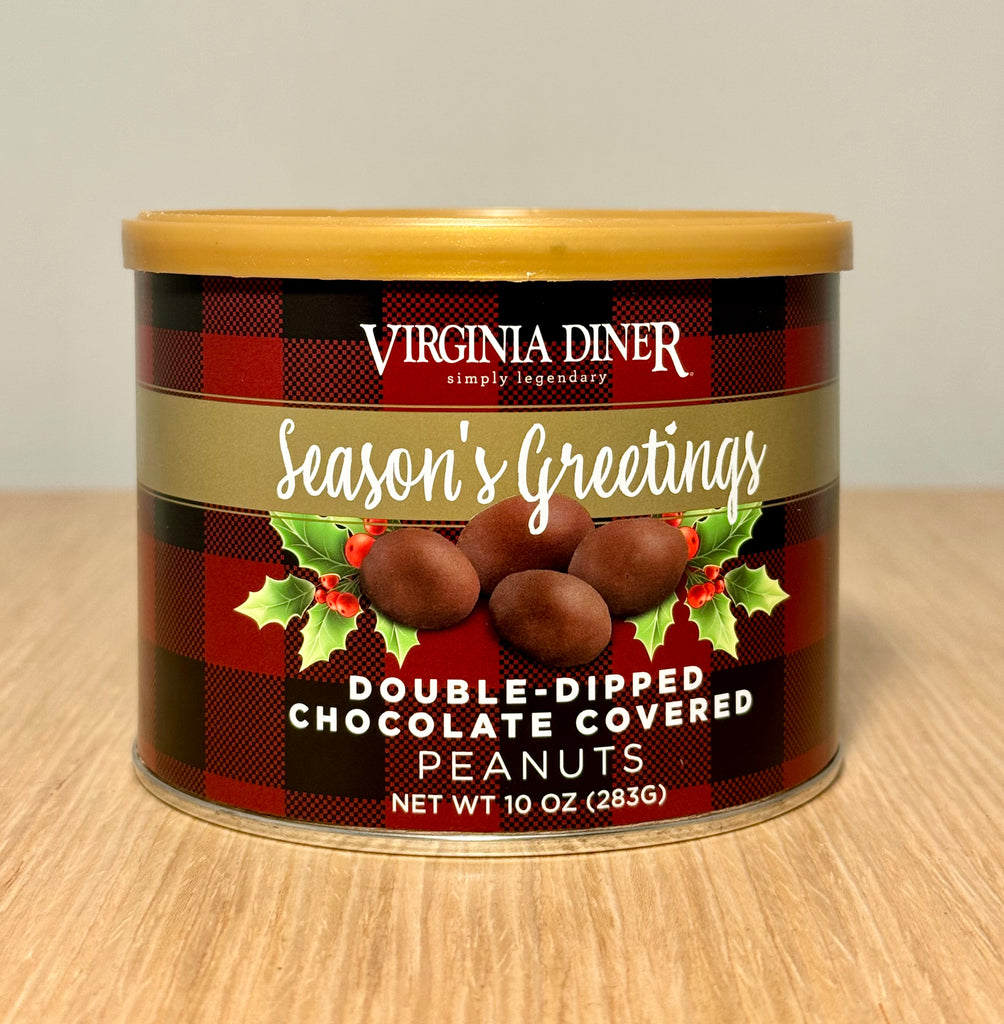 VIRGINIA DINER
simply legendary
Season's Greetings
DOUBLE-DIPPED
CHOCOLATE COVERED
PEANUTS
NET WT 10 OZ (283G)